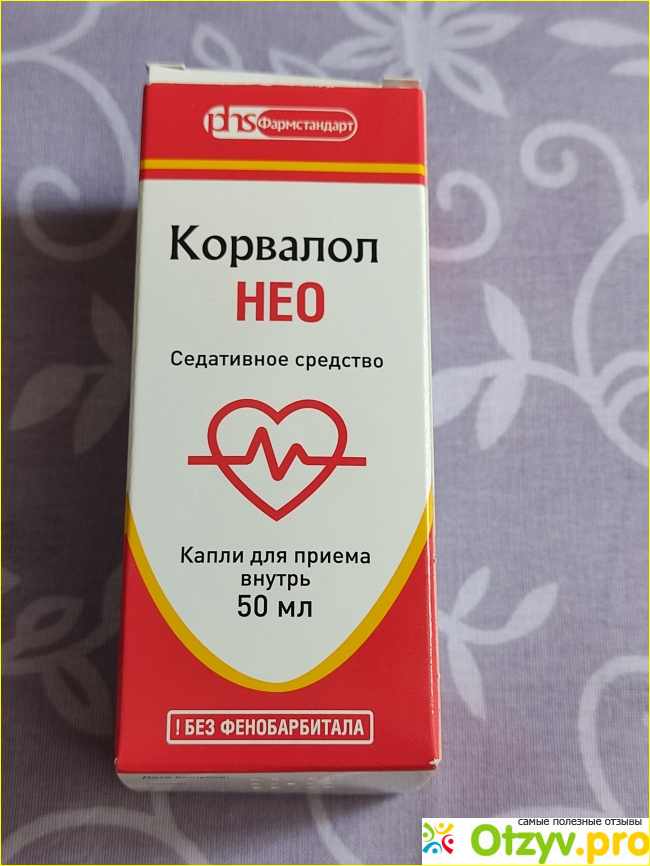 phs Фармстандарт
Корвалол
НЕО
Седативное средство
Капли для приема
внутрь
50 мл
! БЕЗ ФЕНОБАРБИТАЛА
самые полезные отзывы
Otzyv.pro